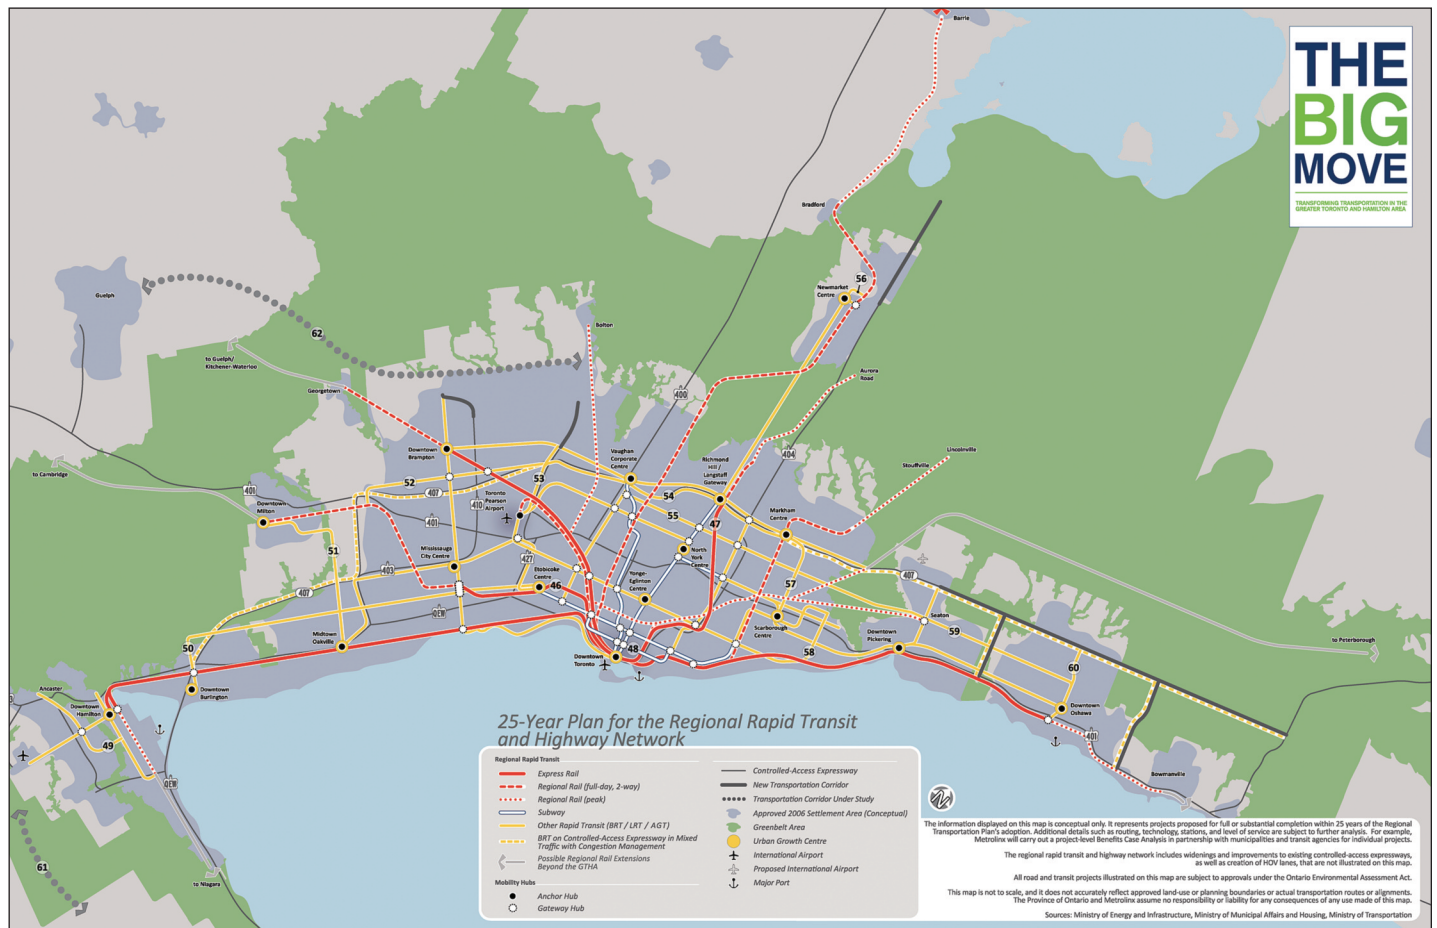 THE
BIG
MOVE
TRANSFORMING TRANSPORTATION IN THE
GREATER TORONTO AND HAMILTON AREA
Barrie
Bradford
56
Newmarket
Centre
Guelph
62
Bolton
to Guelph/
Kitchener-Waterloo
Georgetown
Aurora
Road
400
Downtown
Brampton
Vaughan
Corporate
Centre
Richmond
Hill /
Langstaff
Gateway
404
Lincolnville
Stouffville
to Cambridge
401
52
407
53
410
Toronto
Pearson
Airport
54
55
47
Downtown
Milton
401
Markham
Centre
51
Mississauga
City Centre
403
427
North
York
Centre
Etobicoke
Centre
46
Yonge-
Eglinton
Centre
57
407
407
QEW
Seaton
59
Scarborough
Centre
Downtown
Pickering
to Peterborough
Midtown
Oakville
50
48
Downtown
Toronto
58
60
Ancaster
Downtown
Burlington
Downtown
Hamilton
3
49
Downtown
Oshawa
401
QEW
Bowmanville
61
to Niagara
25-Year Plan for the Regional Rapid Transit
and Highway Network
Regional Rapid Transit
Express Rail
Regional Rail (full-day, 2-way)
Regional Rail (peak)
Subway
Other Rapid Transit (BRT / LRT / AGT)
BRT on Controlled-Access Expressway in Mixed
Traffic with Congestion Management
Possible Regional Rail Extensions
Beyond the GTHA
Mobility Hubs
Anchor Hub
Gateway Hub
Controlled-Access Expressway
New Transportation Corridor
Transportation Corridor Under Study
Approved 2006 Settlement Area (Conceptual)
Greenbelt Area
Urban Growth Centre
International Airport
Proposed International Airport
Major Port
The information displayed on this map is conceptual only. It represents projects proposed for full or substantial completion within 25 years of the Regional
Transportation Plan's adoption. Additional details such as routing, technology, stations, and level of service are subject to further analysis. For example,
Metrolinx will carry out a project-level Benefits Case Analysis in partnership with municipalities and transit agencies for individual projects.
The regional rapid transit and highway network includes widenings and improvements to existing controlled-access expressways,
as well as creation of HOV lanes, that are not illustrated on this map.
All road and transit projects illustrated on this map are subject to approvals under the Ontario Environmental Assessment Act.
This map is not to scale, and it does not accurately reflect approved land-use or planning boundaries or actual transportation routes or alignments.
The Province of Ontario and Metrolinx assume no responsibility or liability for any consequences of any use made of this map.
Sources: Ministry of Energy and Infrastructure, Ministry of Municipal Affairs and Housing, Ministry of Transportation